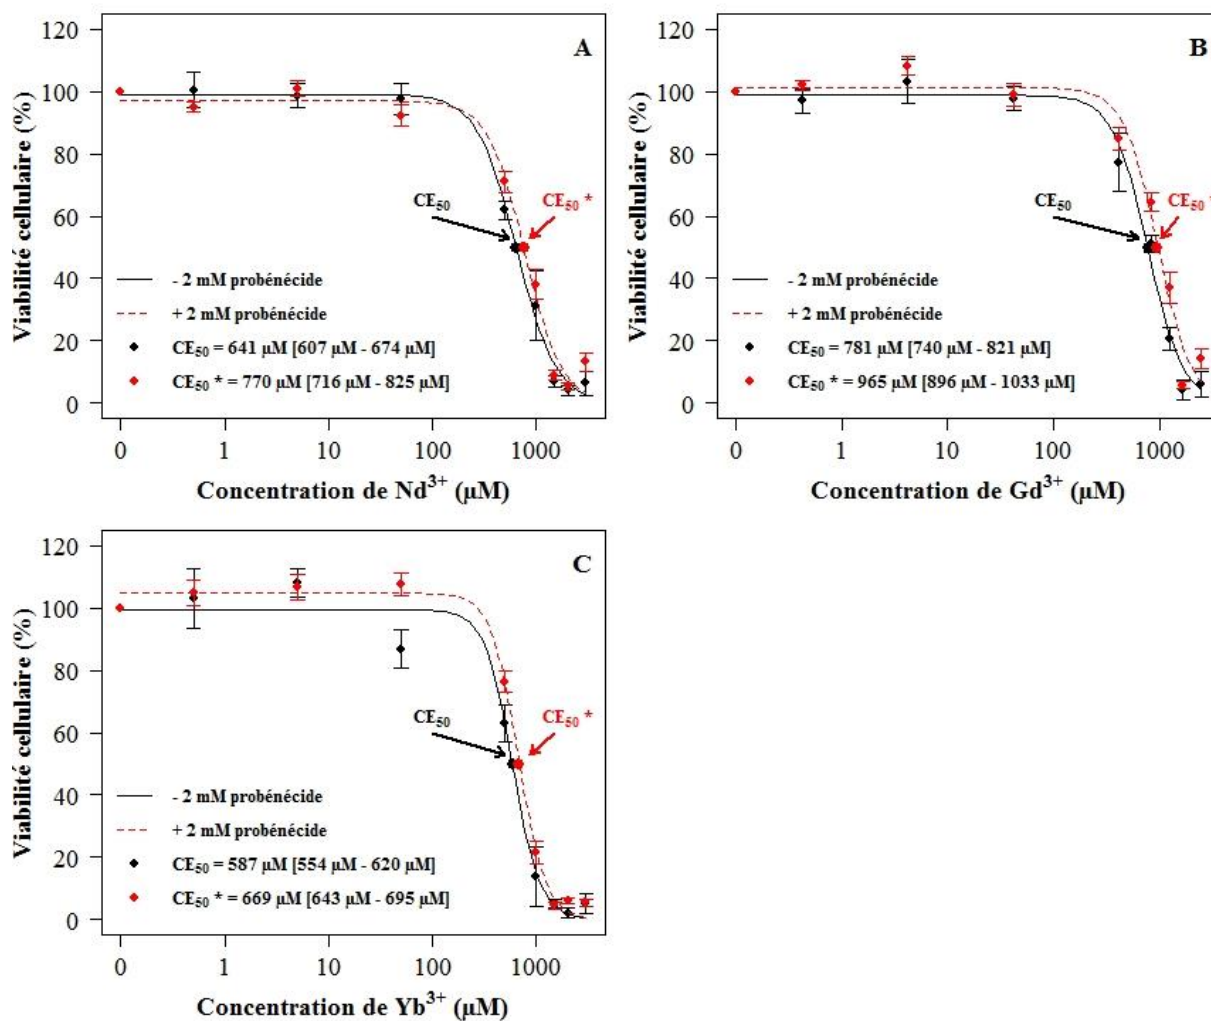 A
Viabilité cellulaire (%)
120
100
80
60
40
20
0
CE50
CE50 *
- 2 mM probénécide
+ 2 mM probénécide
CE50 = 641 µM [607 µM - 674 µM]
CE50 * = 770 µM [716 µM - 825 µM]
0 1 10 100 1000
Concentration de Nd3+ (µM)
B
Viabilité cellulaire (%)
120
100
80
60
40
20
0
CE50
CE50 *
- 2 mM probénécide
+ 2 mM probénécide
CE50 = 781 µM [740 µM - 821 µM]
CE50 * = 965 µM [896 µM - 1033 µM]
0 1 10 100 1000
Concentration de Gd3+ (µM)
C
Viabilité cellulaire (%)
120
100
80
60
40
20
0
CE50
CE50 *
- 2 mM probénécide
+ 2 mM probénécide
CE50 = 587 µM [554 µM - 620 µM]
CE50 * = 669 µM [643 µM - 695 µM]
0 1 10 100 1000
Concentration de Yb3+ (µM)